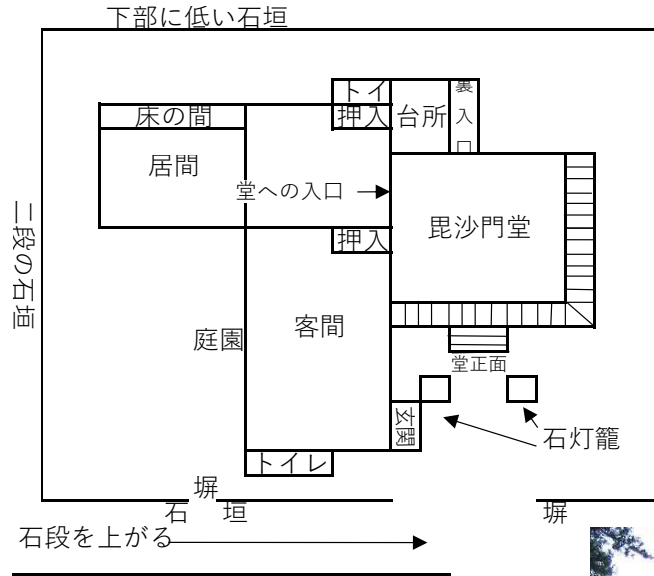 下部に低い石垣
トイ
裏入口
床の間
押入
台所
居間
堂への入口
毘沙門堂
二段の石垣
押入
客間
庭園
堂正面
玄関
石灯籠
トイレ
塀
石 垣
塀
石段を上がる